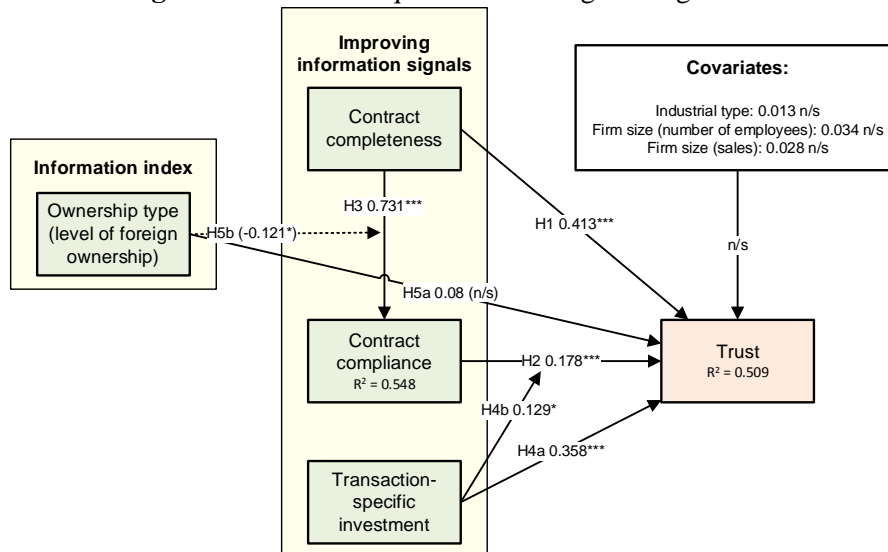 Improving
information signals
Contract
completeness
Covariates:
Industrial type: 0.013 n/s
Firm size (number of employees): 0.034 n/s
Firm size (sales): 0.028 n/s
Information index
Ownership type
(level of foreign
ownership)
H3 0.731***
H5b (-0.121*)
H1 0.413***
n/s
H5a 0.08 (n/s)
Contract
compliance
R² = 0.548
H2 0.178***
Trust
R² = 0.509
H4b 0.129*
H4a 0.358***
Transaction-
specific
investment